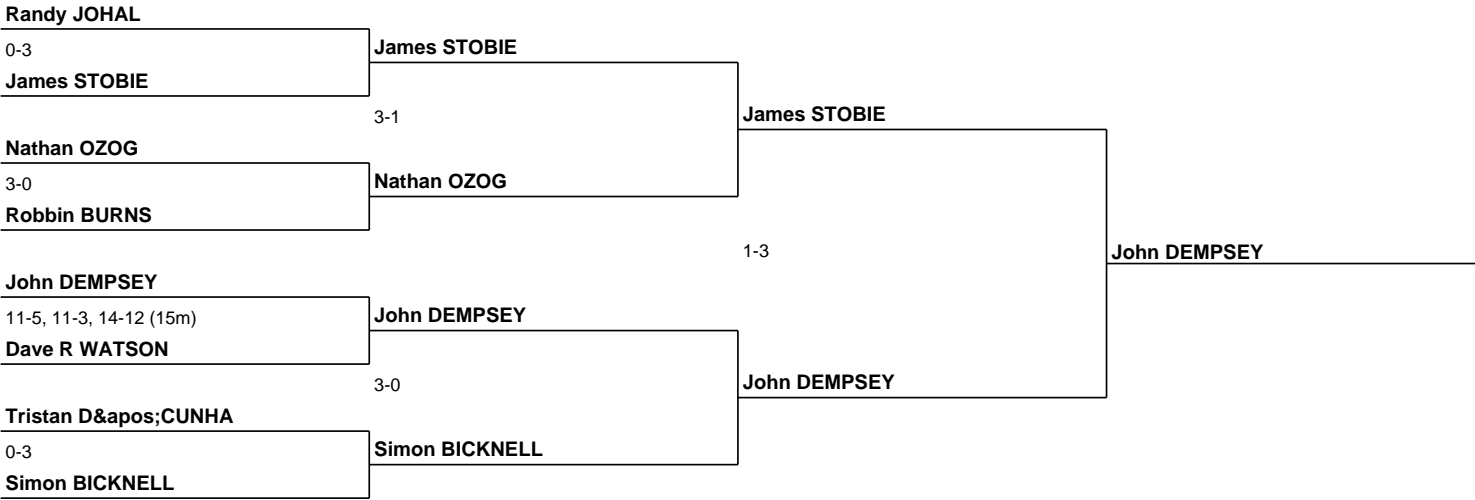 Randy JOHAL
0-3
James STOBIE
James STOBIE
3-1
James STOBIE
Nathan OZOG
3-0
Nathan OZOG
Robbin BURNS
1-3
John DEMPSEY
John DEMPSEY
11-5, 11-3, 14-12 (15m)
John DEMPSEY
Dave R WATSON
3-0
John DEMPSEY
Tristan D&apos;CUNHA
0-3
Simon BICKNELL
Simon BICKNELL